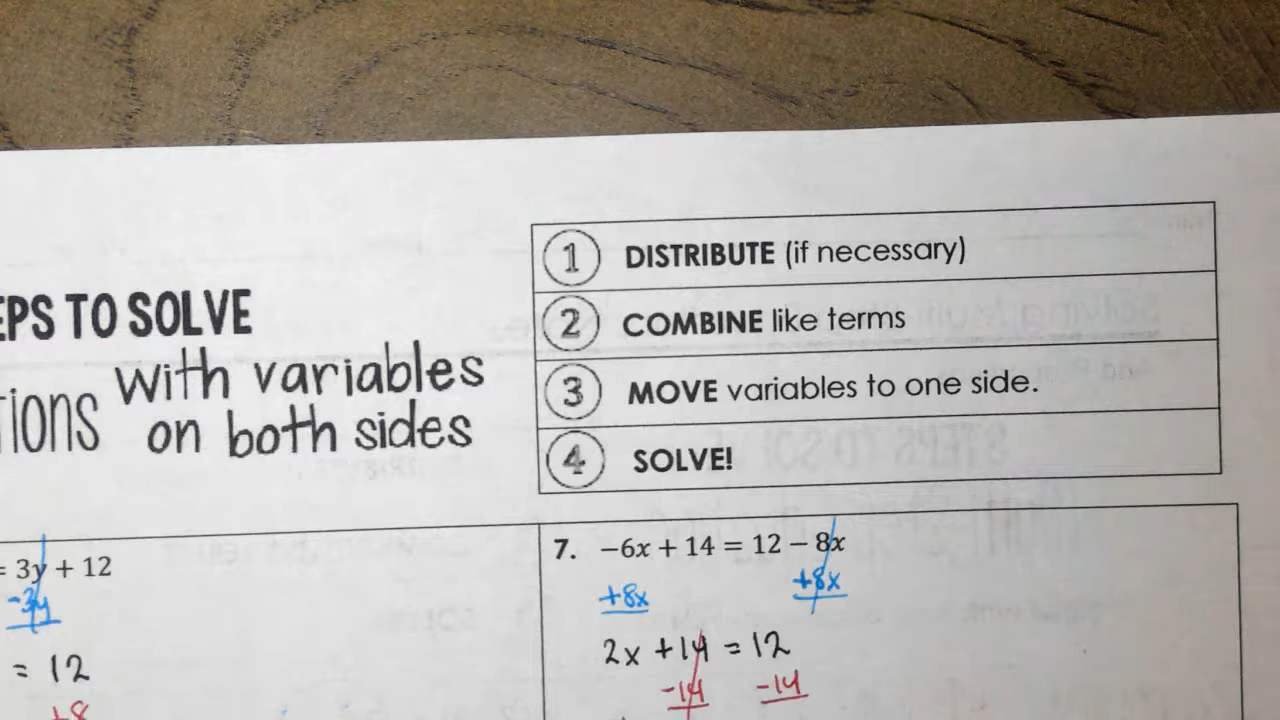 EPS TO SOLVE
TIONS with variables
on both sides
1 DISTRIBUTE (if necessary)
2 COMBINE like terms
3 MOVE variables to one side.
4 SOLVE!
= 3y + 12
-3y
= 12
+8
7. −6x + 14 = 12 − 8x
+8x +8x
2x +14 = 12
-14 -14